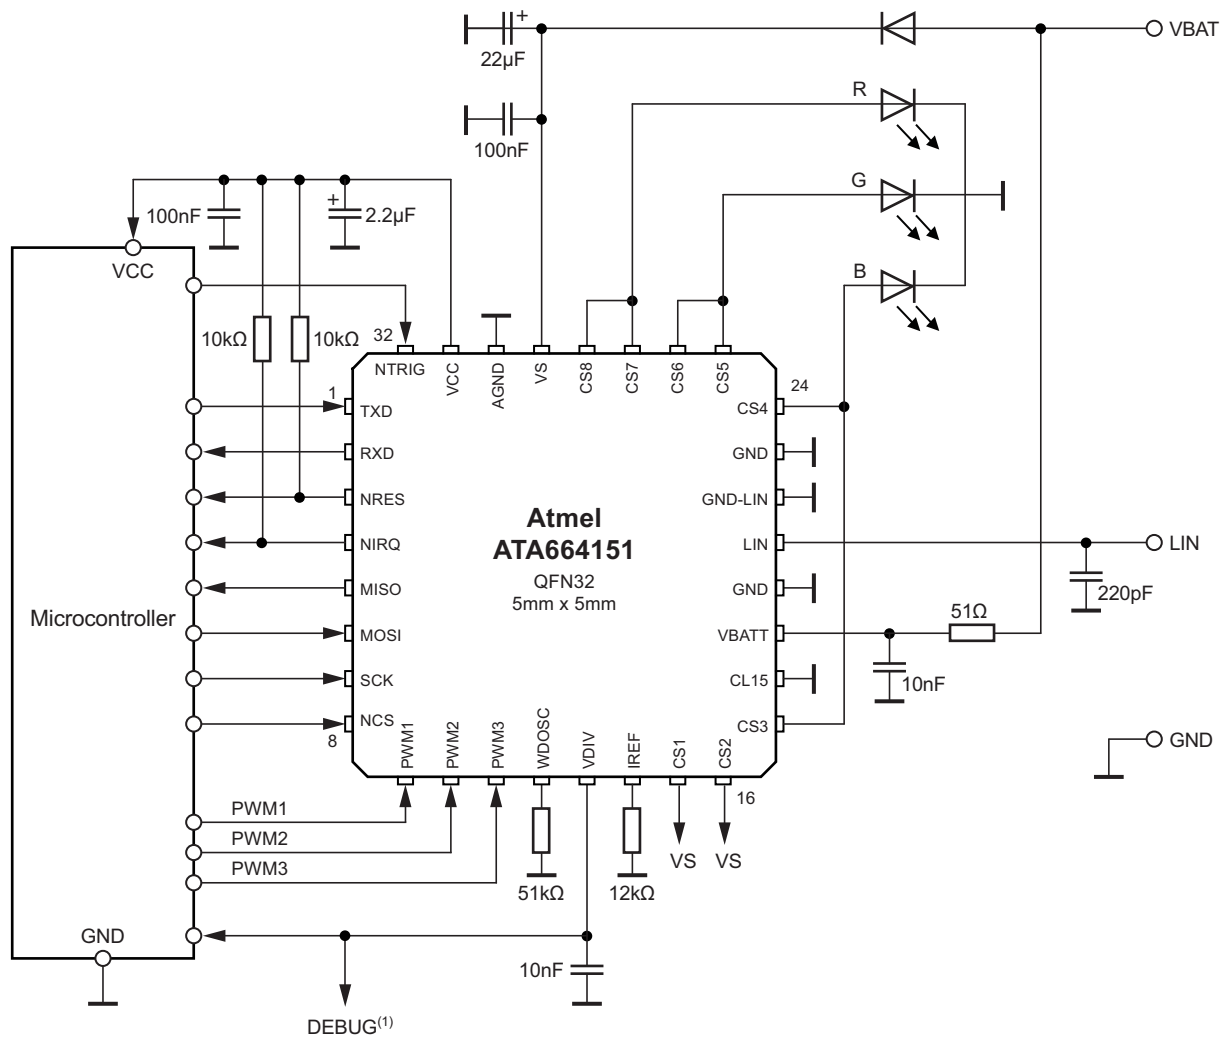 VBAT
+
22µF
R
100nF
G
+
100nF
2.2µF
VCC
B
10kΩ
10kΩ
32
NTRIG
VCC
AGND
VS
CS8
CS7
CS6
CS5
24
1
TXD
CS4
RXD
GND
NRES
GND-LIN
Atmel
ATA664151
QFN32
5mm x 5mm
NIRQ
LIN
LIN
MISO
GND
220pF
Microcontroller
MOSI
VBATT
51Ω
SCK
CL15
10nF
NCS
CS3
8
GND
PWM1
PWM2
PWM3
WDOSC
VDIV
IREF
CS1
CS2
16
PWM1
PWM2
PWM3
VS
VS
51kΩ
12kΩ
GND
10nF
DEBUG(1)